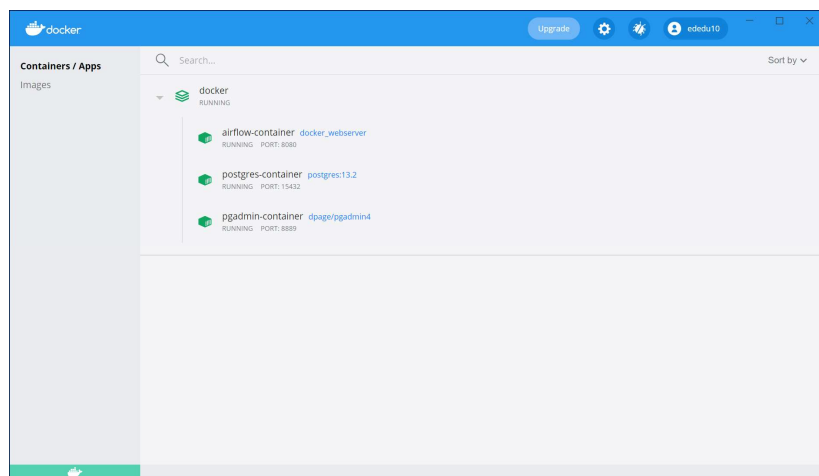 docker
Upgrade
ededu10
Containers / Apps
Images
Search...
Sort by
docker
RUNNING
airflow-container docker_webserver
RUNNING PORT: 8080
postgres-container postgres:13.2
RUNNING PORT: 15432
pgadmin-container dpage/pgadmin4
RUNNING PORT: 8889